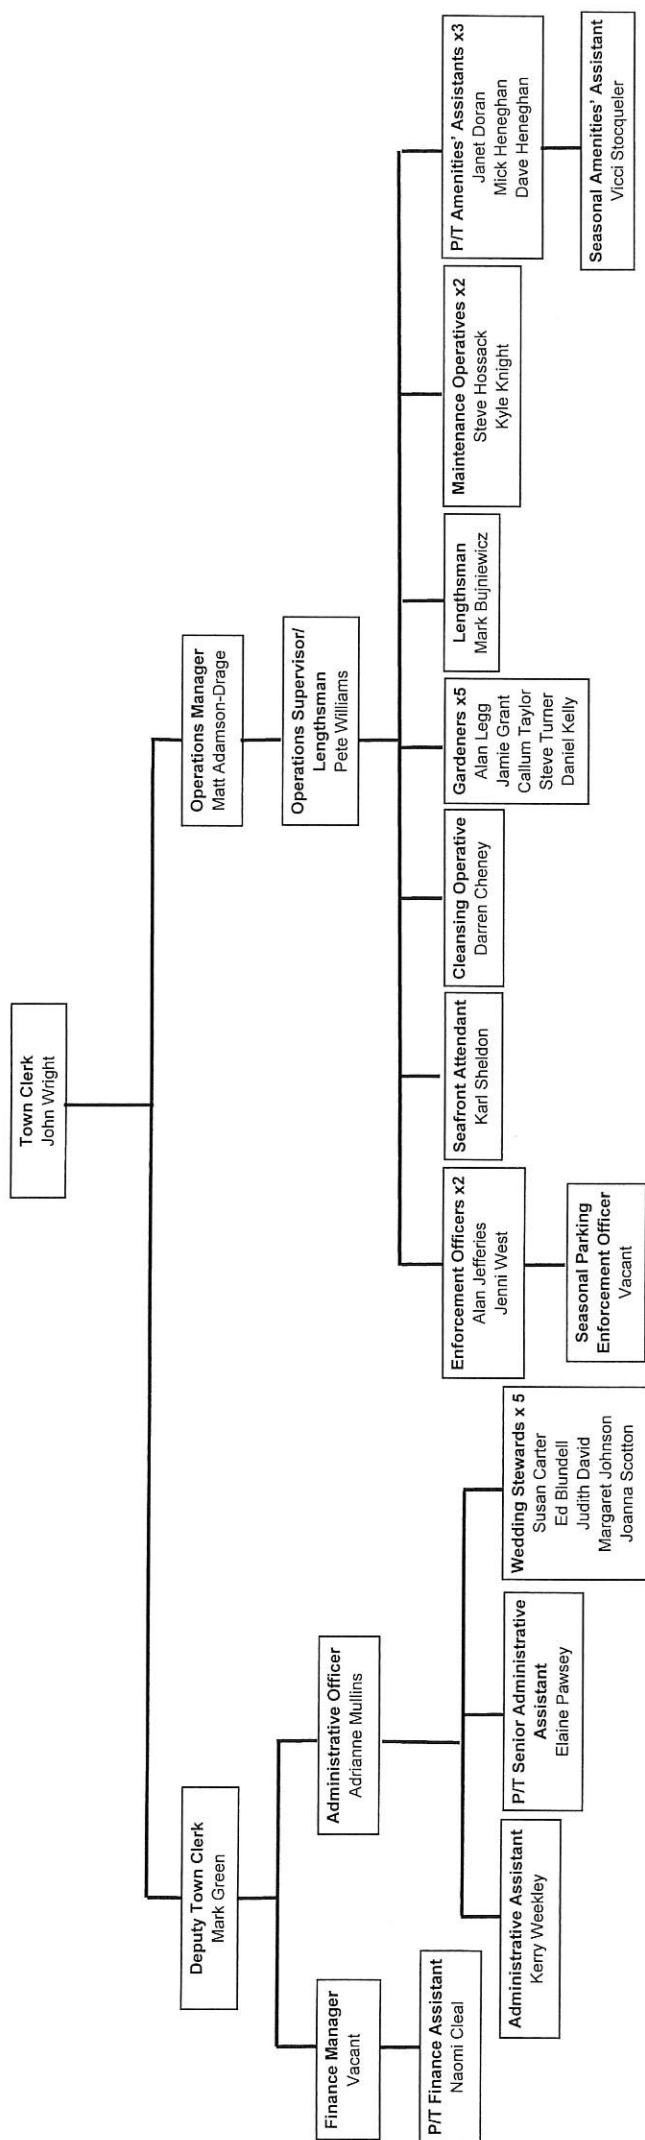 Town Clerk
John Wright
Deputy Town Clerk
Mark Green
Operations Manager
Matt Adamson-Drage
Finance Manager
Vacant
Administrative Officer
Adrianne Mullins
Operations Supervisor/
Lengthsman
Pete Williams
P/T Finance Assistant
Naomi Cleal
Administrative Assistant
Kerry Weekley
P/T Senior Administrative
Assistant
Elaine Pawsey
Wedding Stewards x 5
Susan Carter
Ed Blundell
Judith David
Margaret Johnson
Joanna Scotton
Enforcement Officers x2
Alan Jefferies
Jenni West
Seasonal Parking
Enforcement Officer
Vacant
Seafront Attendant
Karl Sheldon
Cleansing Operative
Darren Cheney
Gardeners x5
Alan Legg
Jamie Grant
Callum Taylor
Steve Turner
Daniel Kelly
Lengthsman
Mark Bujniewicz
Maintenance Operatives x2
Steve Hossack
Kyle Knight
P/T Amenities' Assistants x3
Janet Doran
Mick Heneghan
Dave Heneghan
Seasonal Amenities' Assistant
Vicci Stocqueler